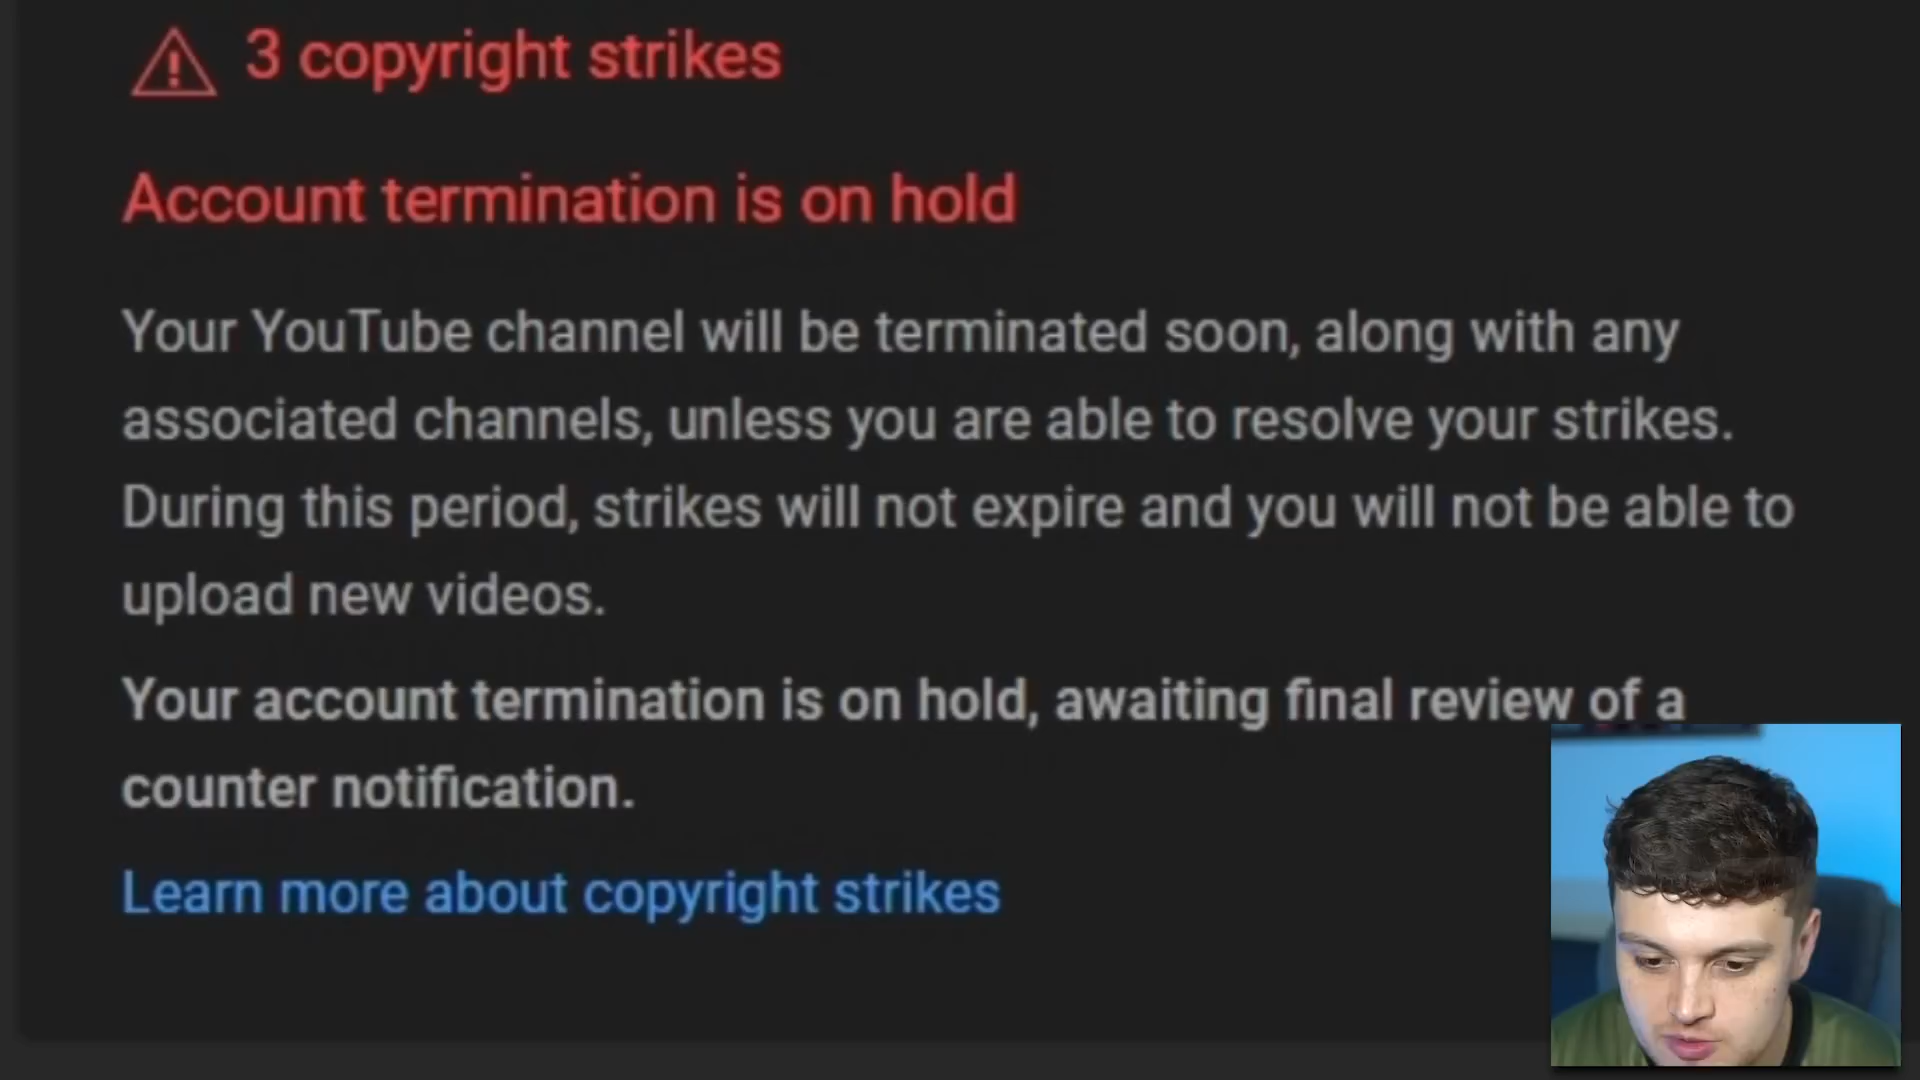 3 copyright strikes
Account termination is on hold
Your YouTube channel will be terminated soon, along with any
associated channels, unless you are able to resolve your strikes.
During this period, strikes will not expire and you will not be able to
upload new videos.
Your account termination is on hold, awaiting final review of a
counter notification.
Learn more about copyright strikes